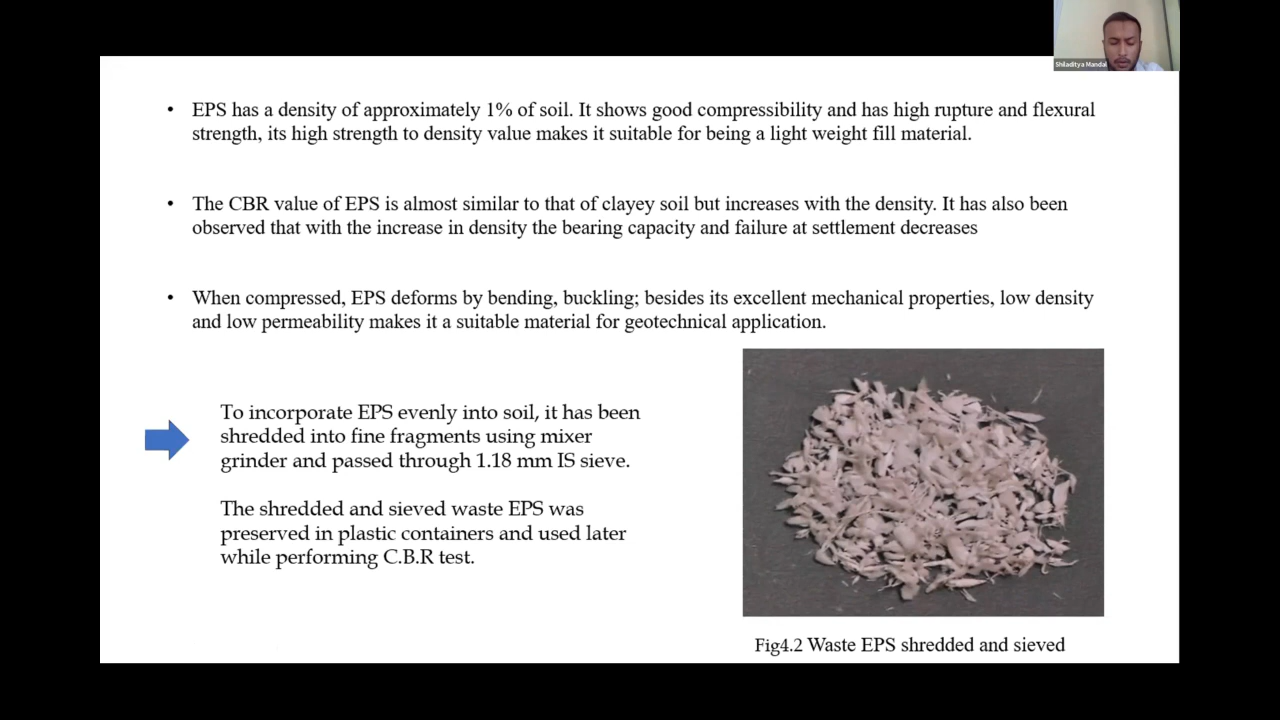 Shiladitya Mandal
• EPS has a density of approximately 1% of soil. It shows good compressibility and has high rupture and flexural
strength, its high strength to density value makes it suitable for being a light weight fill material.
• The CBR value of EPS is almost similar to that of clayey soil but increases with the density. It has also been
observed that with the increase in density the bearing capacity and failure at settlement decreases
• When compressed, EPS deforms by bending, buckling; besides its excellent mechanical properties, low density
and low permeability makes it a suitable material for geotechnical application.
To incorporate EPS evenly into soil, it has been
shredded into fine fragments using mixer
grinder and passed through 1.18 mm IS sieve.
The shredded and sieved waste EPS was
preserved in plastic containers and used later
while performing C.B.R test.
Fig4.2 Waste EPS shredded and sieved